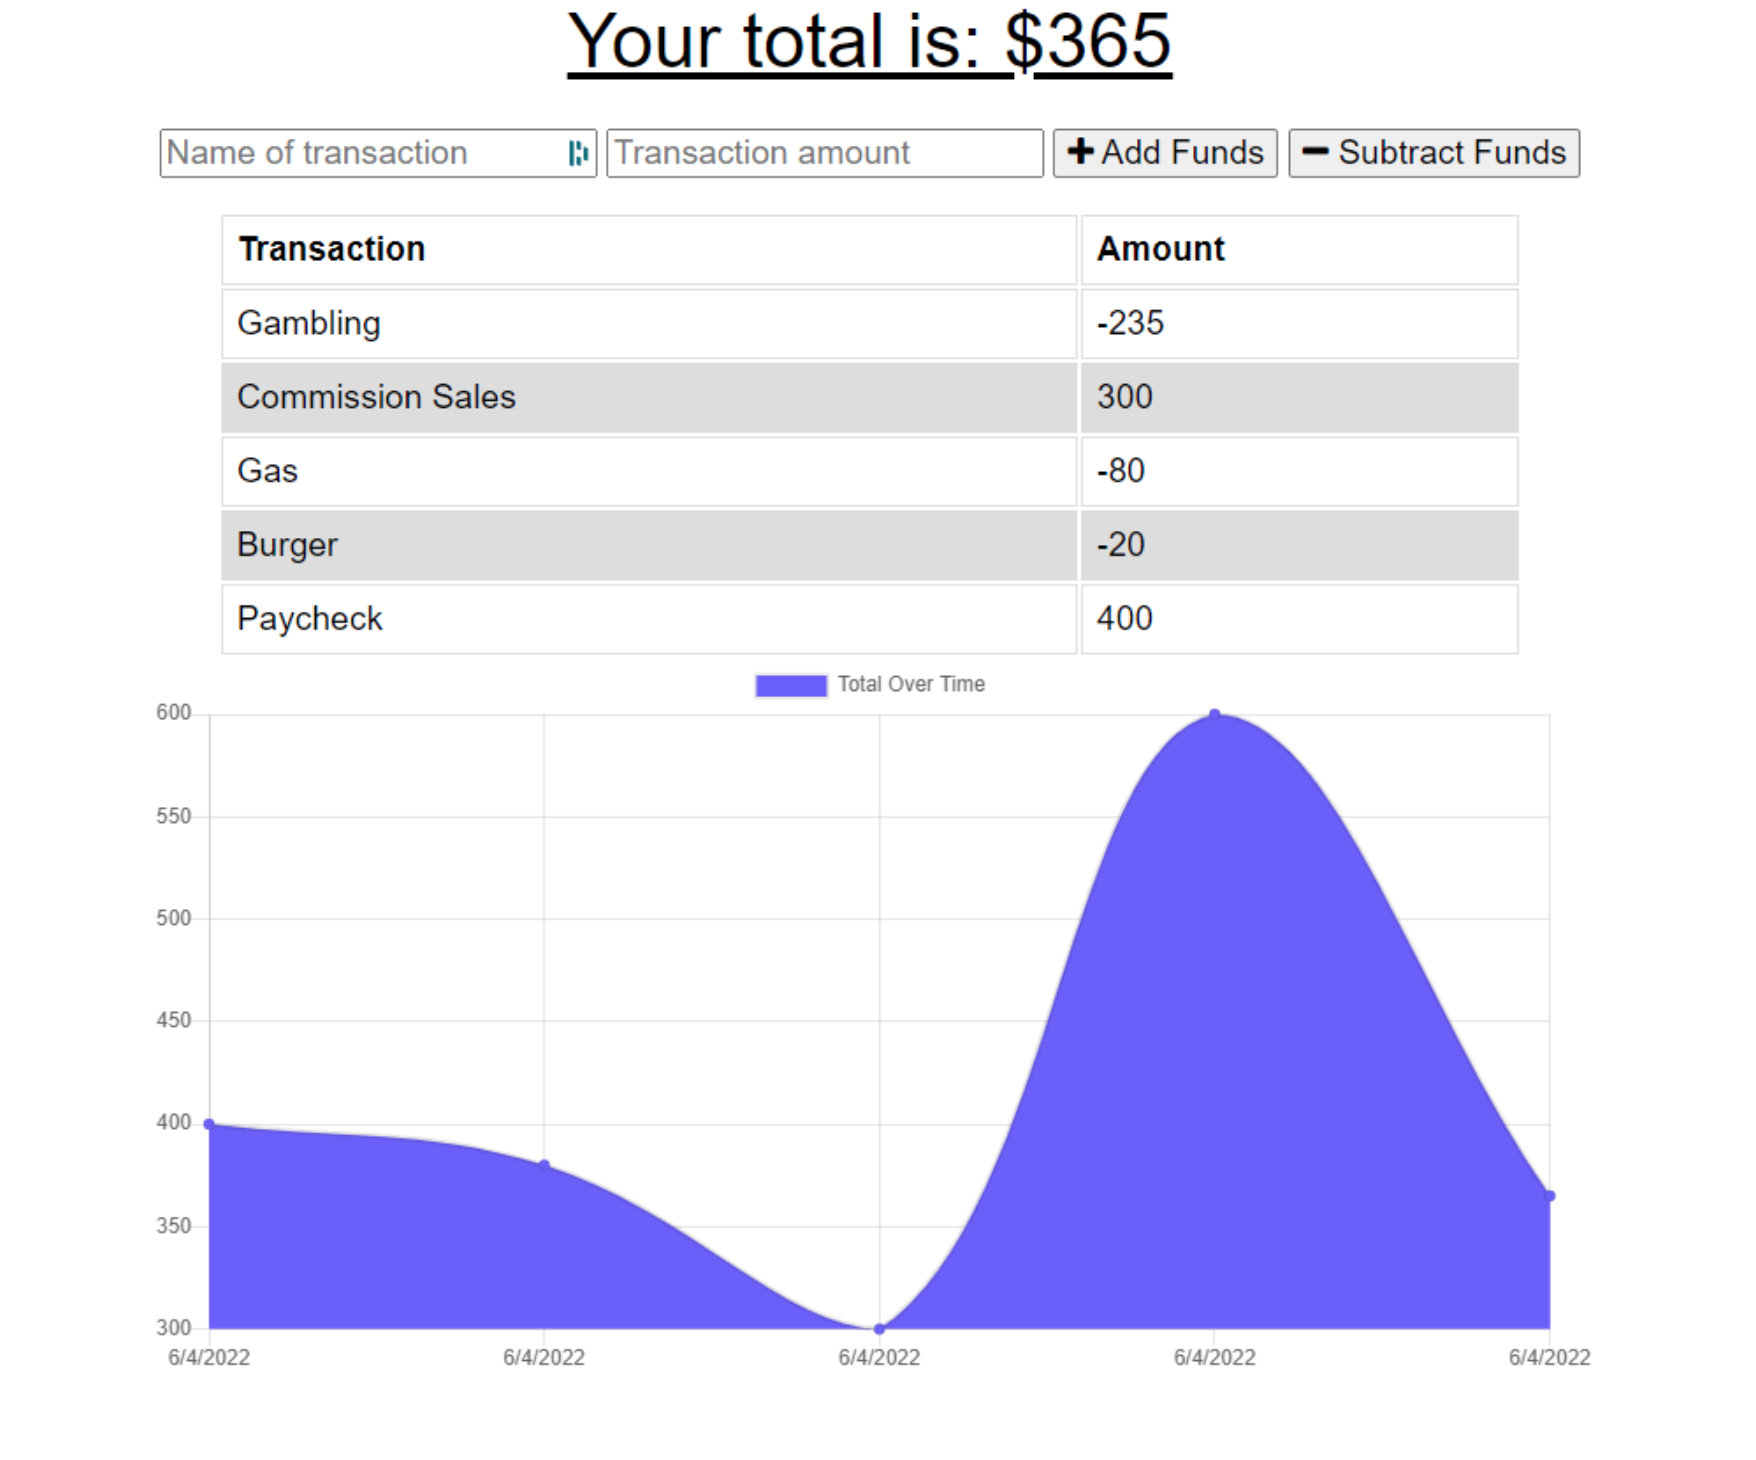 Your total is: $365
Name of transaction Transaction amount Add Funds Subtract Funds
Transaction Amount
Gambling -235
Commission Sales 300
Gas -80
Burger -20
Paycheck 400
Total Over Time
600
550
500
450
400
350
300
6/4/2022 6/4/2022 6/4/2022 6/4/2022 6/4/2022